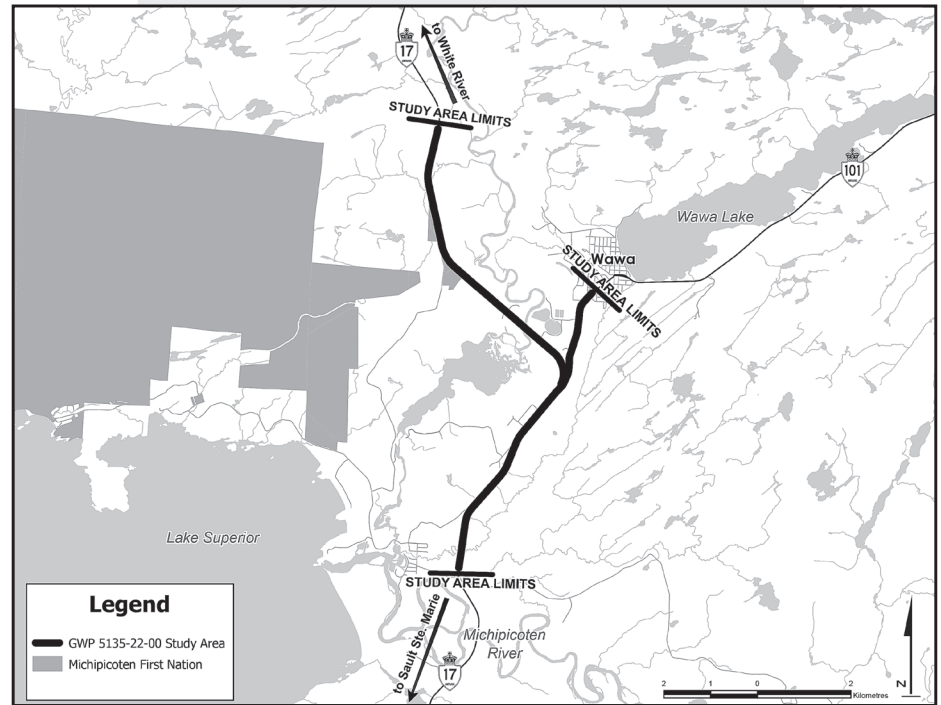 17
to White River
STUDY AREA LIMITS
101
Wawa Lake
Wawa
STUDY AREA LIMITS
Lake Superior
STUDY AREA LIMITS
to Sault Ste. Marie
Michipicoten
River
17
Legend
GWP 5135-22-00 Study Area
Michipicoten First Nation
2 1 0 2
Kilometres
N